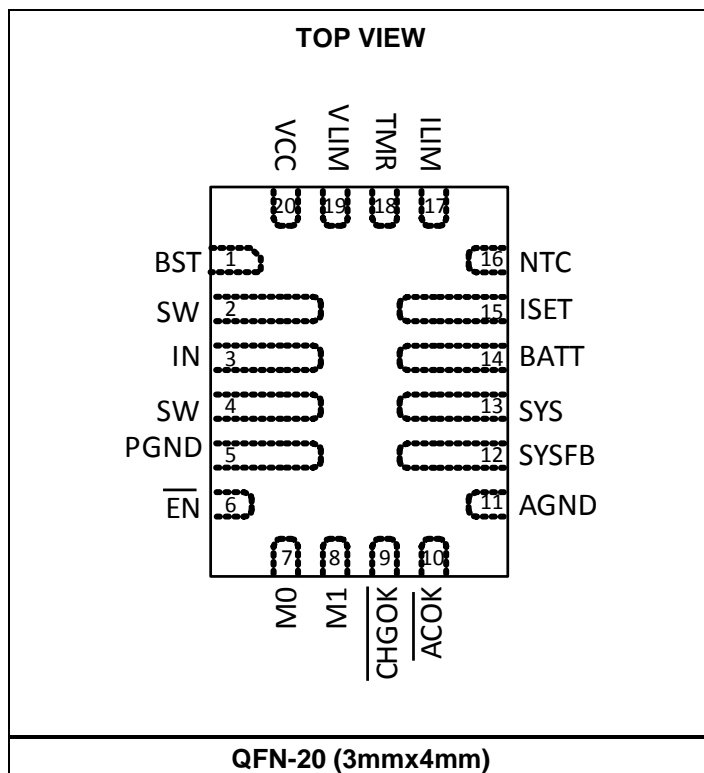 TOP VIEW
VCC
VLIM
TMR
ILIM
20
19
18
17
BST 1
16 NTC
SW 2
15 ISET
IN 3
14 BATT
SW 4
13 SYS
PGND 5
12 SYSFB
EN 6
11 AGND
7
8
9
10
M0
M1
CHGOK
ACOK
QFN-20 (3mmx4mm)